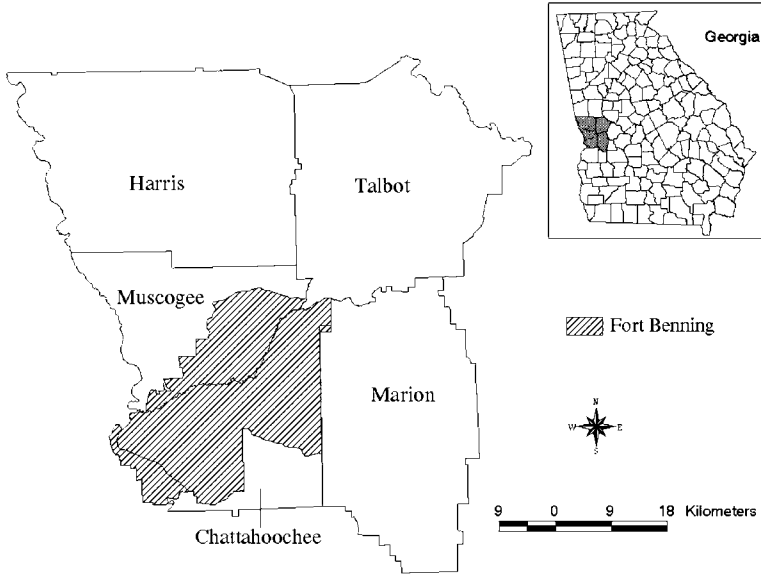 Georgia
Harris
Talbot
Muscogee
Fort Benning
Marion
N
W E
S
9 0 9 18 Kilometers
Chattahoochee